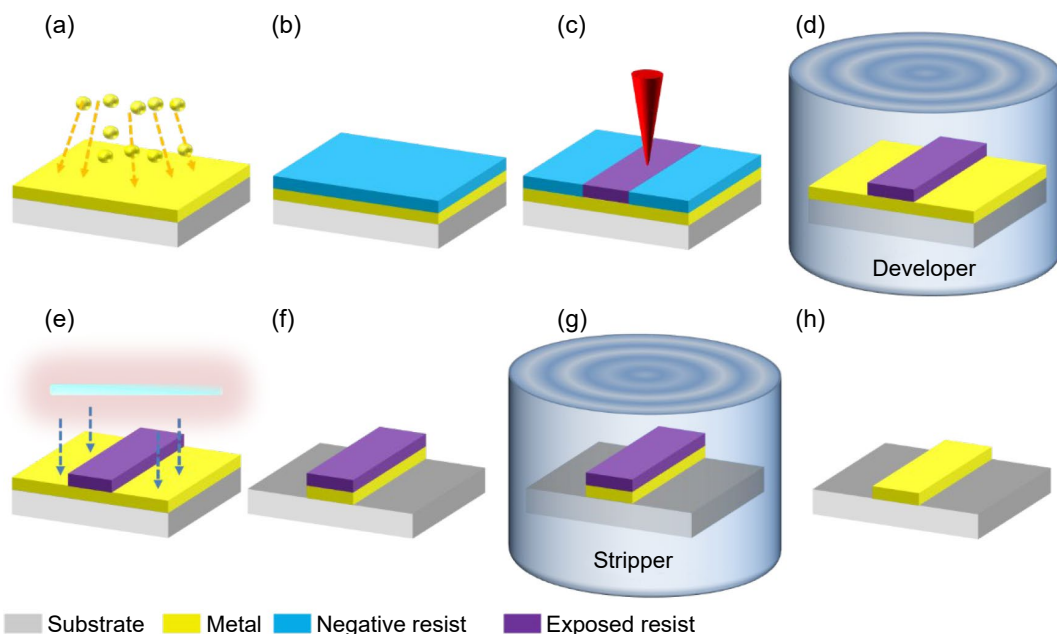 (a) (b) (c) (d)
Developer
(e) (f) (g) (h)
Stripper
Substrate Metal Negative resist Exposed resist